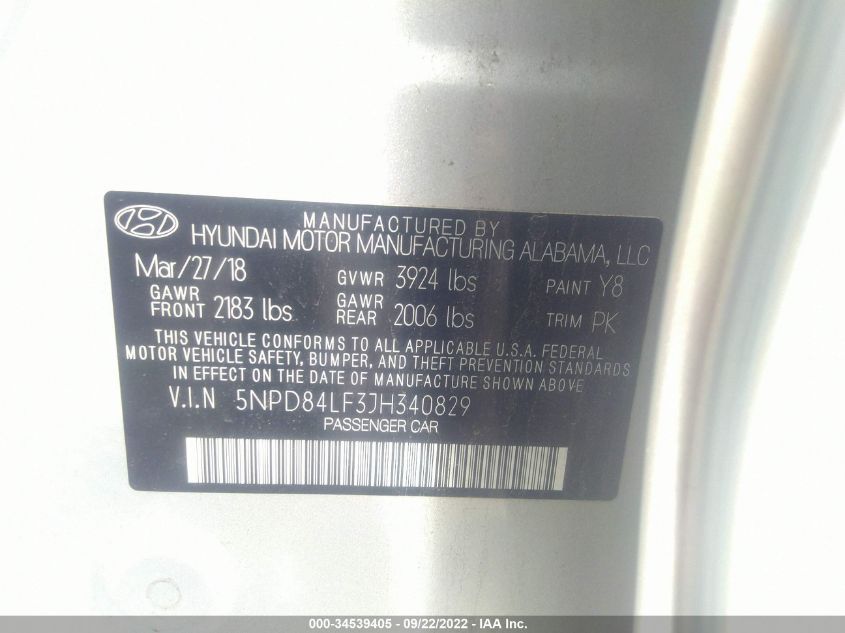 MANUFACTURED BY
HYUNDAI MOTOR MANUFACTURING ALABAMA, LLC
Mar/27/18 GVWR 3924 lbs PAINT Y8
GAWR FRONT 2183 lbs GAWR REAR 2006 lbs TRIM PK
THIS VEHICLE CONFORMS TO ALL APPLICABLE U.S.A. FEDERAL
MOTOR VEHICLE SAFETY, BUMPER, AND THEFT PREVENTION STANDARDS
IN EFFECT ON THE DATE OF MANUFACTURE SHOWN ABOVE
V.I.N 5NPD84LF3JH340829
PASSENGER CAR
000-34539405 - 09/22/2022 - IAA Inc.